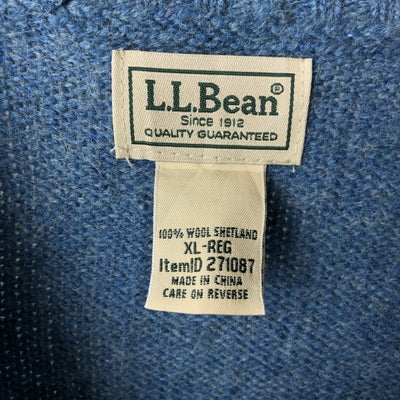 L.L.Bean®
Since 1912
QUALITY GUARANTEED
100% WOOL SHETLAND
XL-REG
ItemID 271087
MADE IN CHINA
CARE ON REVERSE